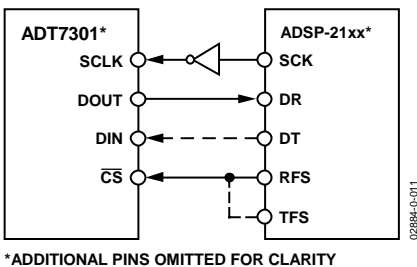 ADT7301*
SCLK
DOUT
DIN
CS
ADSP-21xx*
SCK
DR
DT
RFS
TFS
02884-0-011
*ADDITIONAL PINS OMITTED FOR CLARITY